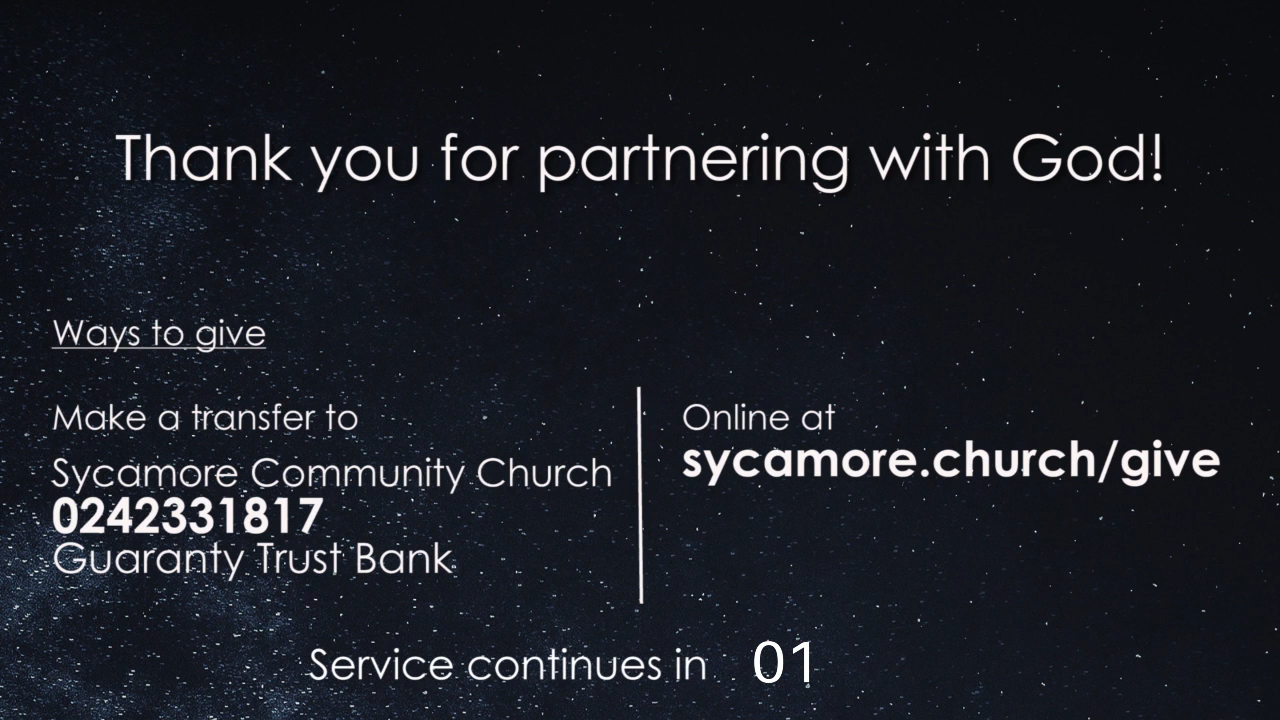 Thank you for partnering with God!
Ways to give
Make a transfer to
Sycamore Community Church
0242331817
Guaranty Trust Bank
Online at
sycamore.church/give
Service continues in 01